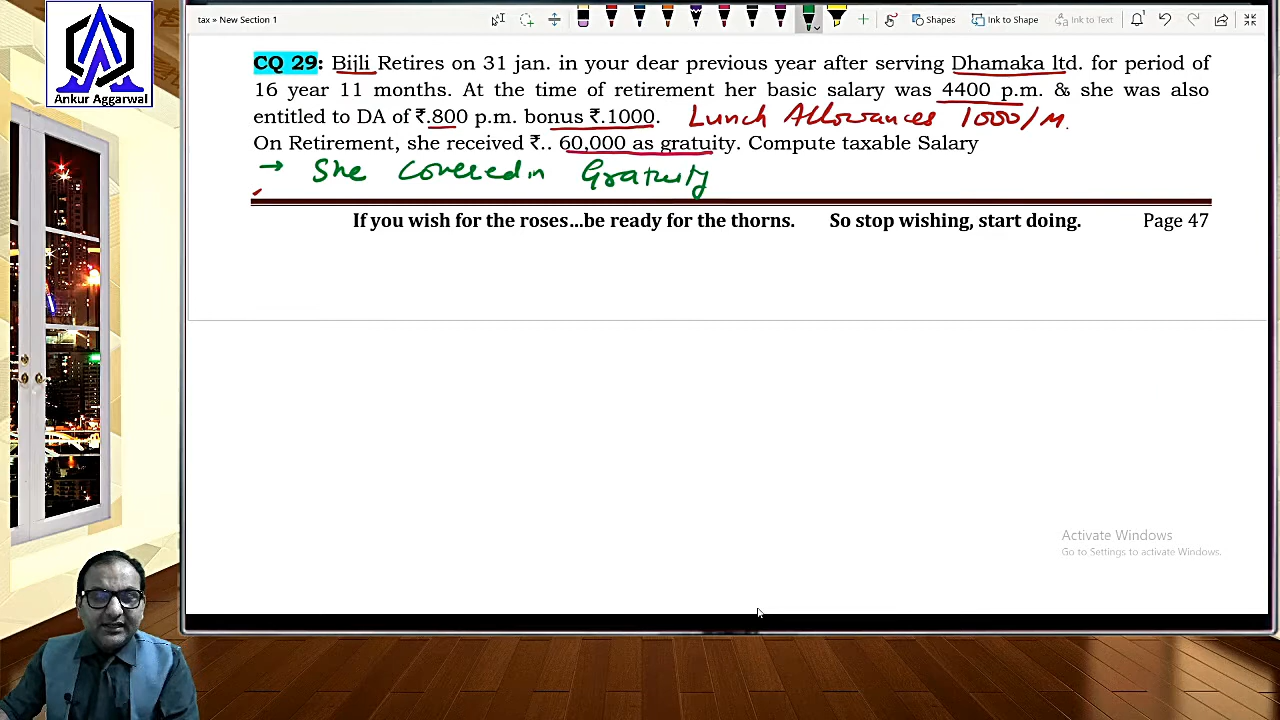 tax » New Section 1
Shapes
Ink to Shape
Ink to Text
Ankur Aggarwal
CQ 29: Bijli Retires on 31 jan. in your dear previous year after serving Dhamaka ltd. for period of
16 year 11 months. At the time of retirement her basic salary was 4400 p.m. & she was also
entitled to DA of ₹.800 p.m. bonus ₹.1000. Lunch Allowances 1000/M.
On Retirement, she received ₹.. 60,000 as gratuity. Compute taxable Salary
→ She Covered in Gratuity
If you wish for the roses...be ready for the thorns. So stop wishing, start doing. Page 47
Activate Windows
Go to Settings to activate Windows.